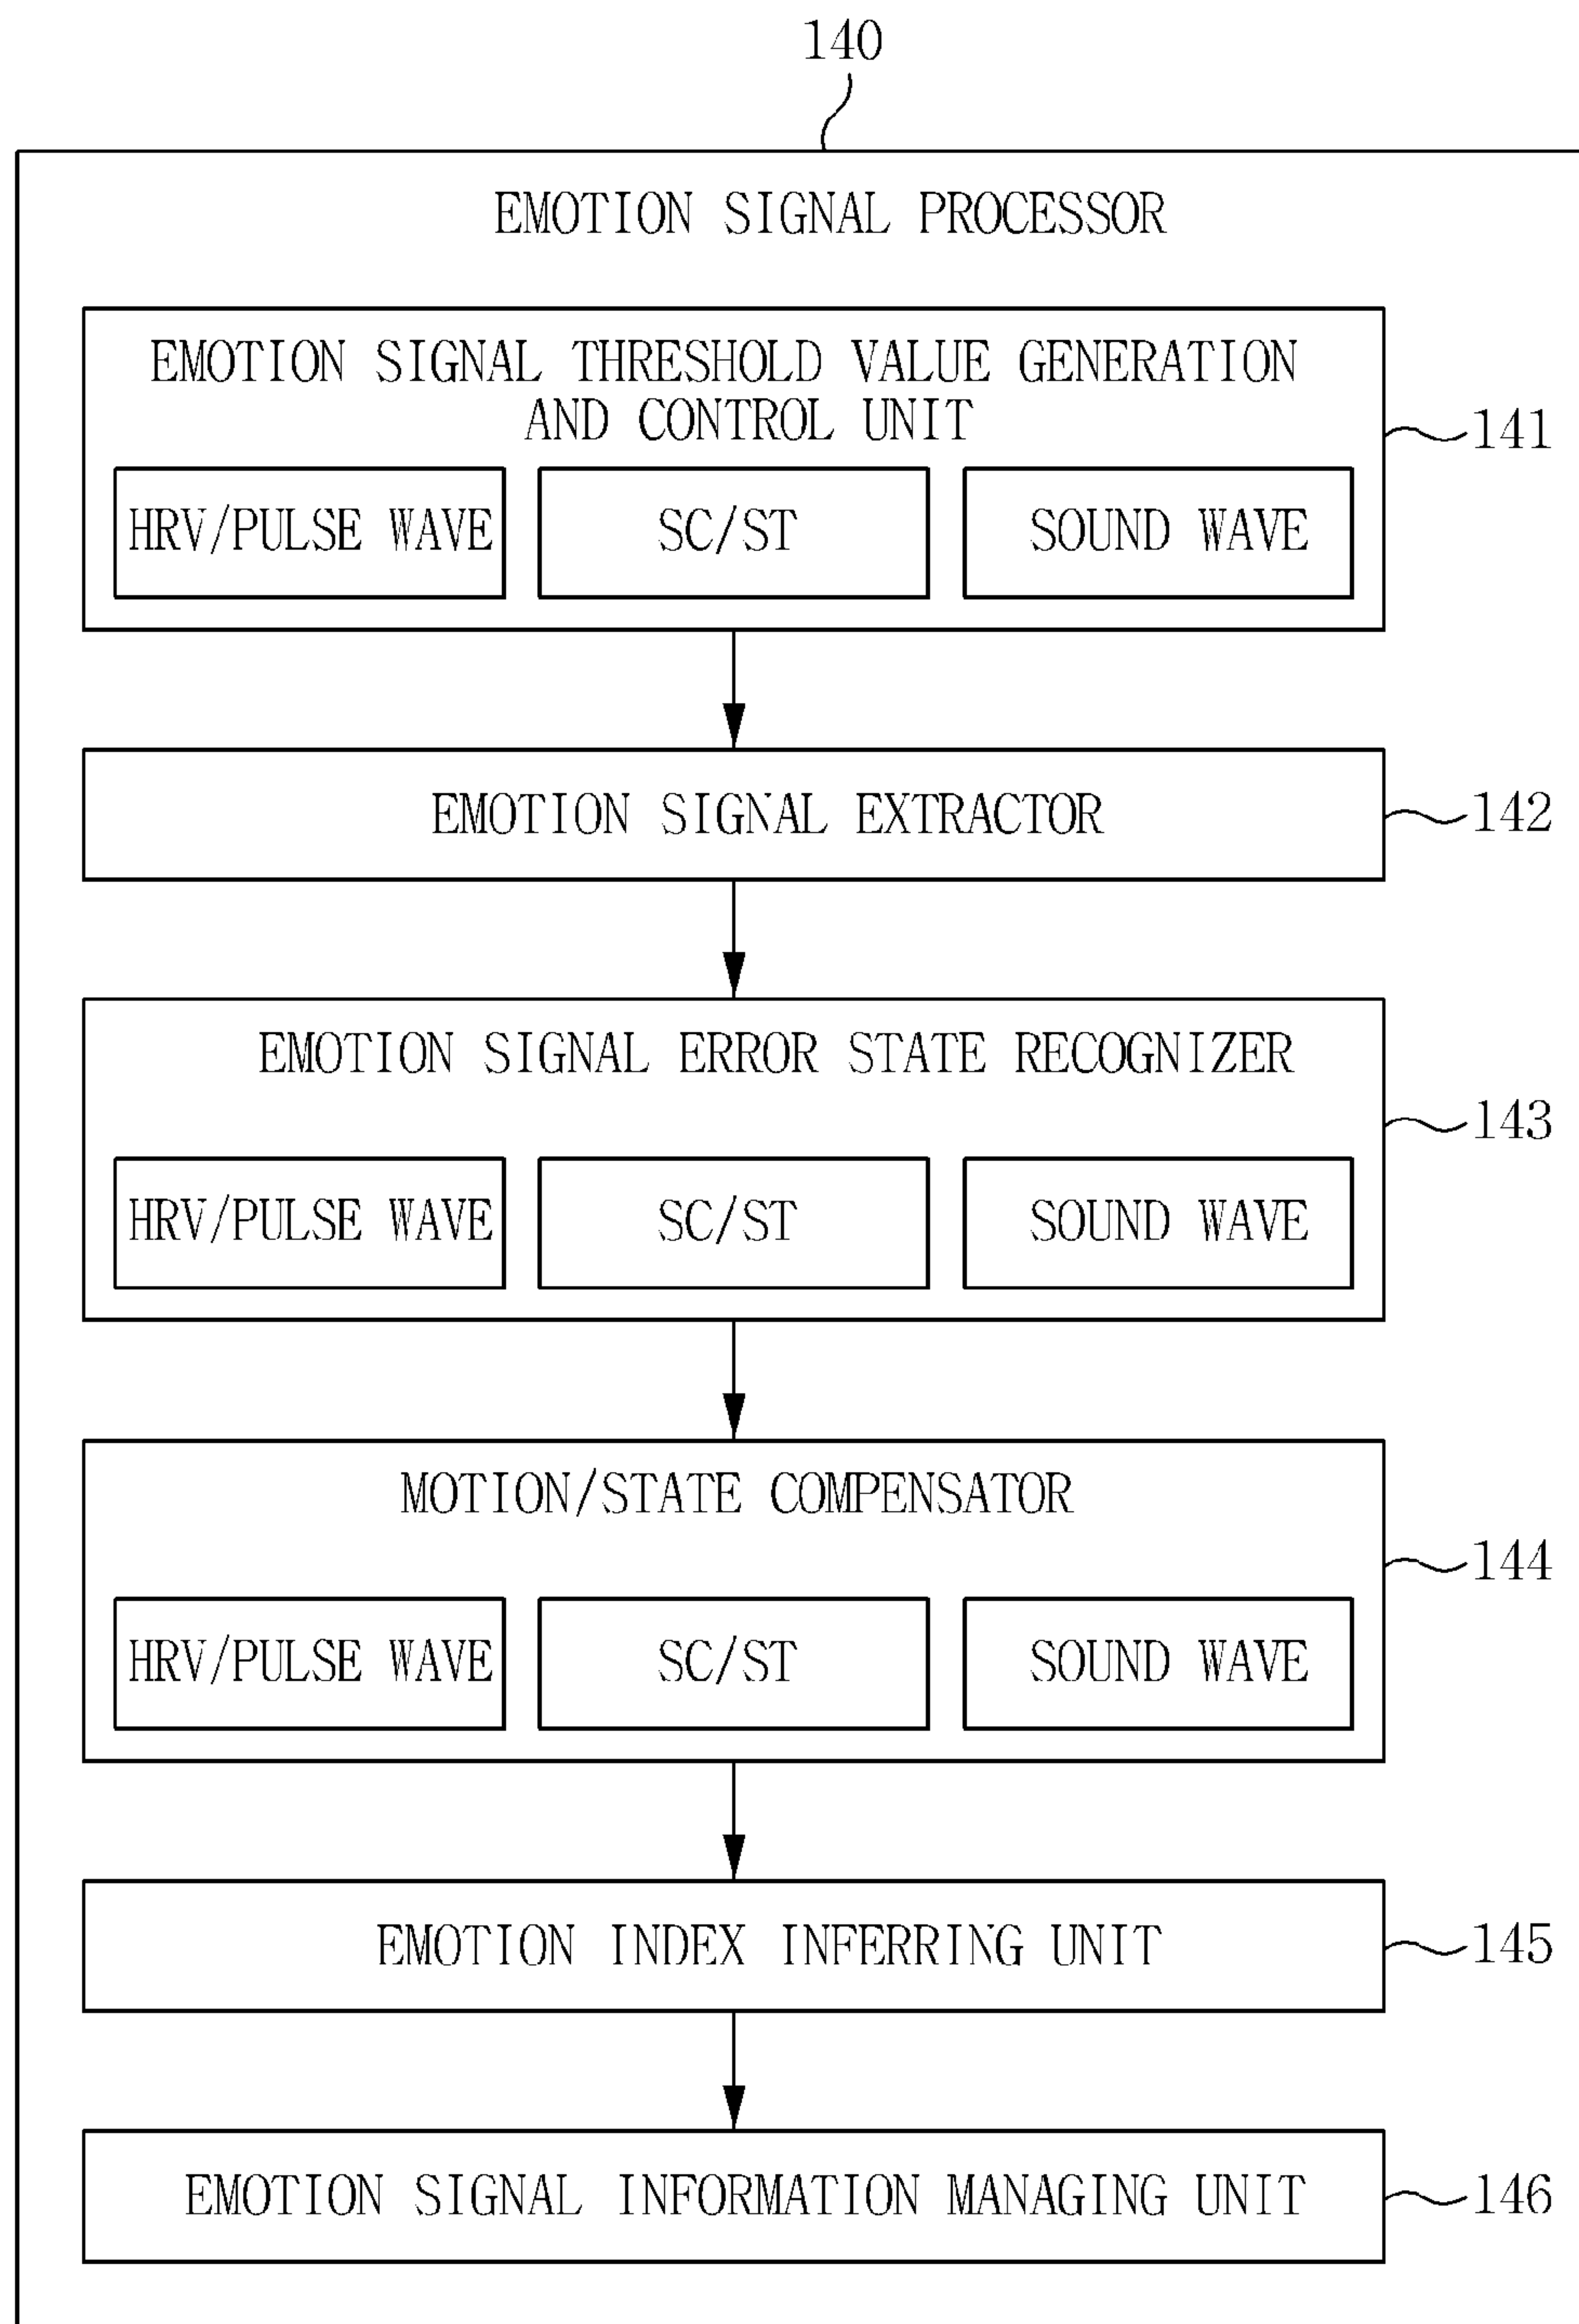 140
EMOTION SIGNAL PROCESSOR
EMOTION SIGNAL THRESHOLD VALUE GENERATION
AND CONTROL UNIT
141
HRV/PULSE WAVE
SC/ST
SOUND WAVE
EMOTION SIGNAL EXTRACTOR
142
EMOTION SIGNAL ERROR STATE RECOGNIZER
143
HRV/PULSE WAVE
SC/ST
SOUND WAVE
MOTION/STATE COMPENSATOR
144
HRV/PULSE WAVE
SC/ST
SOUND WAVE
EMOTION INDEX INFERRING UNIT
145
EMOTION SIGNAL INFORMATION MANAGING UNIT
146